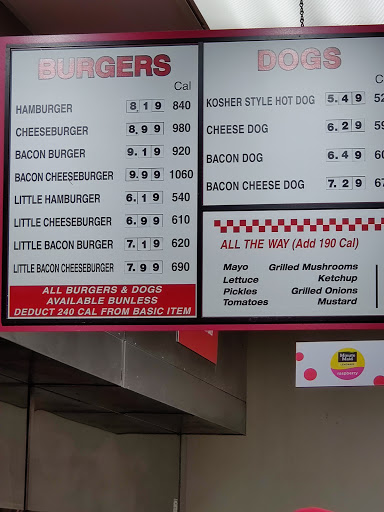 BURGERS
Cal
HAMBURGER 8.19 840
CHEESEBURGER 8.99 980
BACON BURGER 9.19 920
BACON CHEESEBURGER 9.99 1060
LITTLE HAMBURGER 6.19 540
LITTLE CHEESEBURGER 6.99 610
LITTLE BACON BURGER 7.19 620
LITTLE BACON CHEESEBURGER 7.99 690
ALL BURGERS & DOGS
AVAILABLE BUNLESS
DEDUCT 240 CAL FROM BASIC ITEM
DOGS
KOSHER STYLE HOT DOG 5.49
CHEESE DOG 6.29
BACON DOG 6.49
BACON CHEESE DOG 7.29
ALL THE WAY (Add 190 Cal)
Mayo Grilled Mushrooms
Lettuce Ketchup
Pickles Grilled Onions
Tomatoes Mustard
Minute
Maid